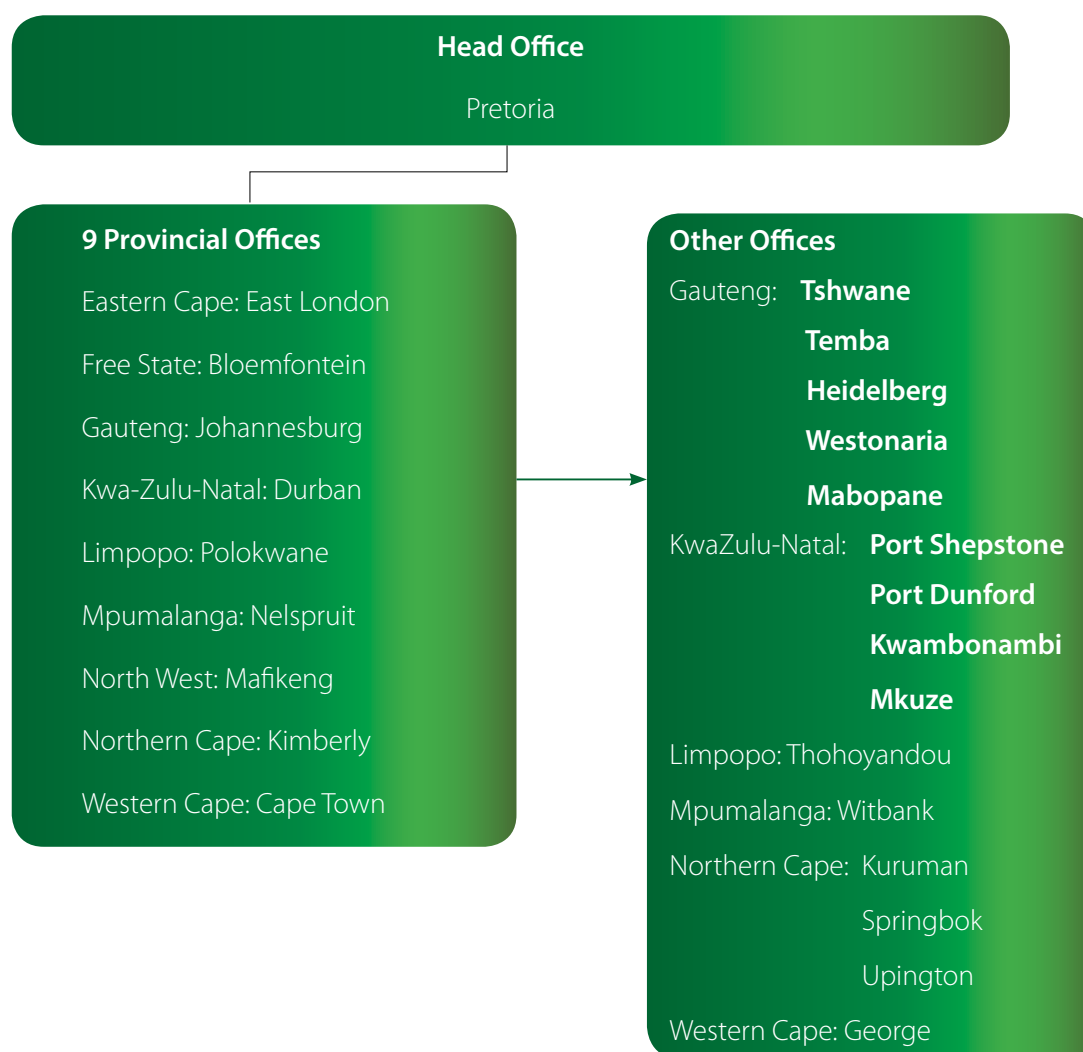 Head Office
Pretoria
9 Provincial Offices
Eastern Cape: East London
Free State: Bloemfontein
Gauteng: Johannesburg
Kwa-Zulu-Natal: Durban
Limpopo: Polokwane
Mpumalanga: Nelspruit
North West: Mafikeng
Northern Cape: Kimberly
Western Cape: Cape Town
Other Offices
Gauteng: Tshwane
Temba
Heidelberg
Westonaria
Mabopane
KwaZulu-Natal: Port Shepstone
Port Dunford
Kwambonambi
Mkuze
Limpopo: Thohoyandou
Mpumalanga: Witbank
Northern Cape: Kuruman
Springbok
Upington
Western Cape: George